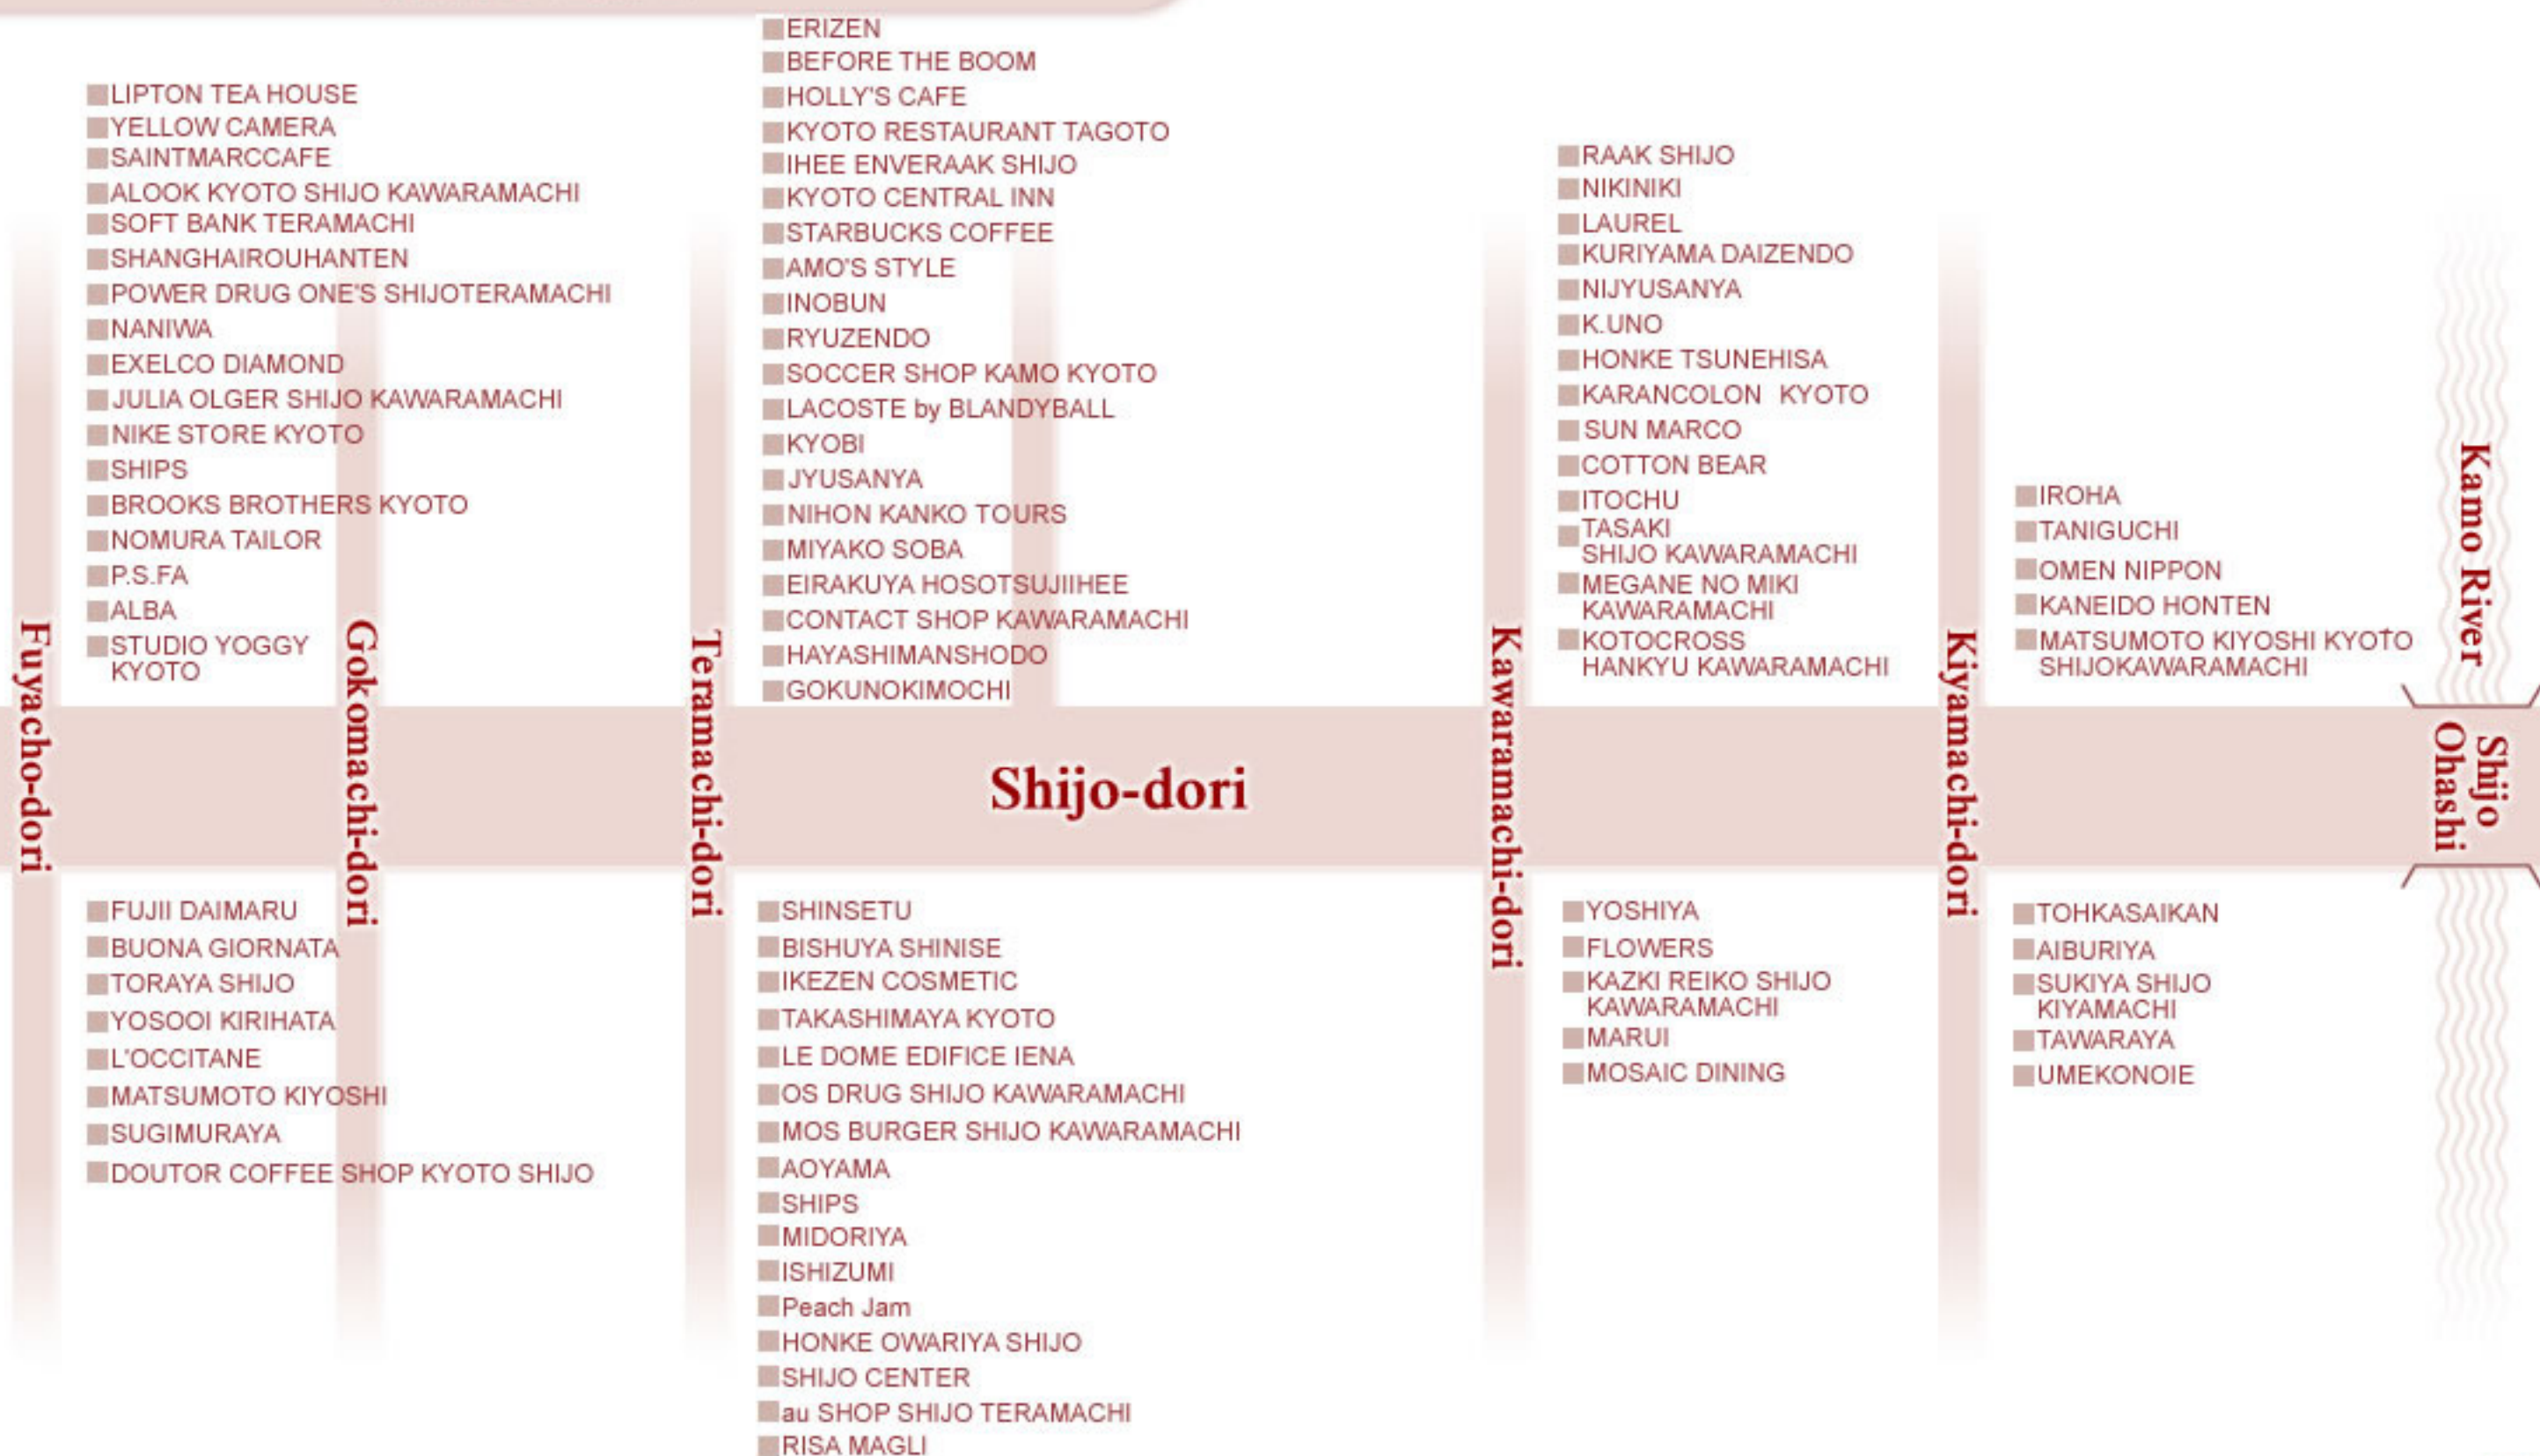 LIPTON TEA HOUSE
YELLOW CAMERA
SAINTMARCCAFE
ALOOK KYOTO SHIJO KAWARAMACHI
SOFT BANK TERAMACHI
SHANGHAIROUHANTEN
POWER DRUG ONE'S SHIJOTERAMACHI
NANIWA
EXELCO DIAMOND
JULIA OLGER SHIJO KAWARAMACHI
NIKE STORE KYOTO
SHIPS
BROOKS BROTHERS KYOTO
NOMURA TAILOR
P.S.FA
ALBA
STUDIO YOGGY
KYOTO
ERIZEN
BEFORE THE BOOM
HOLLY'S CAFE
KYOTO RESTAURANT TAGOTO
IHEE ENVERAAK SHIJO
KYOTO CENTRAL INN
STARBUCKS COFFEE
AMO'S STYLE
INOBUN
RYUZENDO
SOCCER SHOP KAMO KYOTO
LACOSTE by BLANDYBALL
KYOBI
JYUSANYA
NIHON KANKO TOURS
MIYAKO SOBA
EIRAKUYA HOSOTSUJIIHEE
CONTACT SHOP KAWARAMACHI
HAYASHIMANSHODO
GOKUNOKIMOCHI
RAAK SHIJO
NIKINIKI
LAUREL
KURIYAMA DAIZENDO
NIJYUSANYA
K.UNO
HONKE TSUNEHISA
KARANCOLON KYOTO
SUN MARCO
COTTON BEAR
ITOCHU
TASAKI
SHIJO KAWARAMACHI
MEGANE NO MIKI
KAWARAMACHI
KOTOCROSS
HANKYU KAWARAMACHI
IROHA
TANIGUCHI
OMEN NIPPON
KANEIDO HONTEN
MATSUMOTO KIYOSHI KYOTO
SHIJOKAWARAMACHI
Kamo River
Fuyacho-dori
Gokomachi-dori
Teramachi-dori
Shijo-dori
Kawaramachi-dori
Kiyamachi-dori
Shijo
Ohashi
FUJII DAIMARU
BUONA GIORNATA
TORAYA SHIJO
YOSOOI KIRIHATA
L'OCCITANE
MATSUMOTO KIYOSHI
SUGIMURAYA
DOUTOR COFFEE SHOP KYOTO SHIJO
SHINSETU
BISHUYA SHINISE
IKEZEN COSMETIC
TAKASHIMAYA KYOTO
LE DOME EDIFICE IENA
OS DRUG SHIJO KAWARAMACHI
MOS BURGER SHIJO KAWARAMACHI
AOYAMA
SHIPS
MIDORIYA
ISHIZUMI
Peach Jam
HONKE OWARIYA SHIJO
SHIJO CENTER
au SHOP SHIJO TERAMACHI
RISA MAGLI
YOSHIYA
FLOWERS
KAZKI REIKO SHIJO
KAWARAMACHI
MARUI
MOSAIC DINING
TOHKASAIKAN
AIBURIYA
SUKIYA SHIJO
KIYAMACHI
TAWARAYA
UMEKONOIE